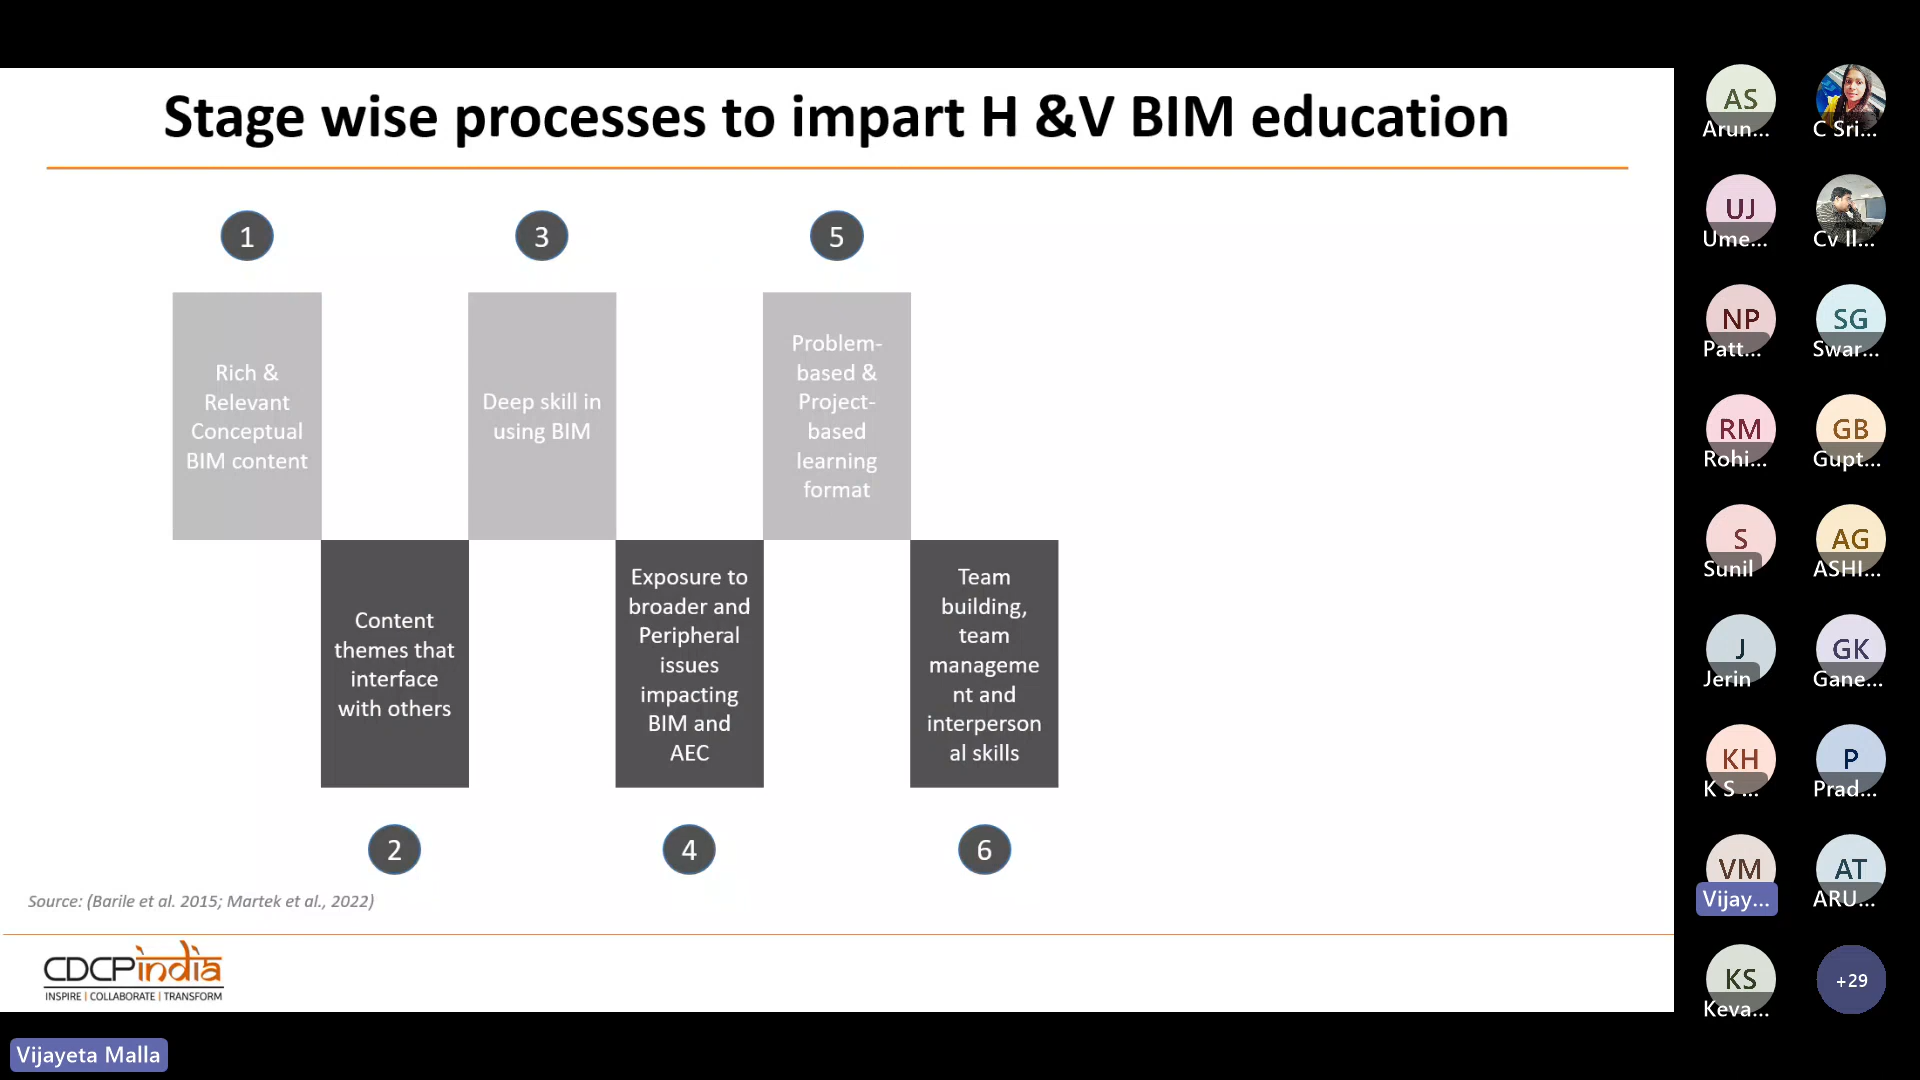 Stage wise processes to impart H &V BIM education
1
3
5
Rich &
Relevant
Conceptual
BIM content
Deep skill in
using BIM
Problem-
based &
Project-
based
learning
format
Content
themes that
interface
with others
Exposure to
broader and
Peripheral
issues
impacting
BIM and
AEC
Team
building,
team
manageme
nt and
interperson
al skills
2
4
6
Source: (Barile et al. 2015; Martek et al., 2022)
CDCPindia
INSPIRE | COLLABORATE | TRANSFORM
Vijayeta Malla
AS
Arun...
C Sri...
UJ
Ume...
Cv Il...
NP
Patt...
SG
Swar...
RM
Rohi...
GB
Gupt...
S
Sunil
AG
ASHI...
J
Jerin
GK
Gane...
KH
K S ...
P
Prad...
VM
Vijay...
AT
ARU...
KS
Keva...
+29